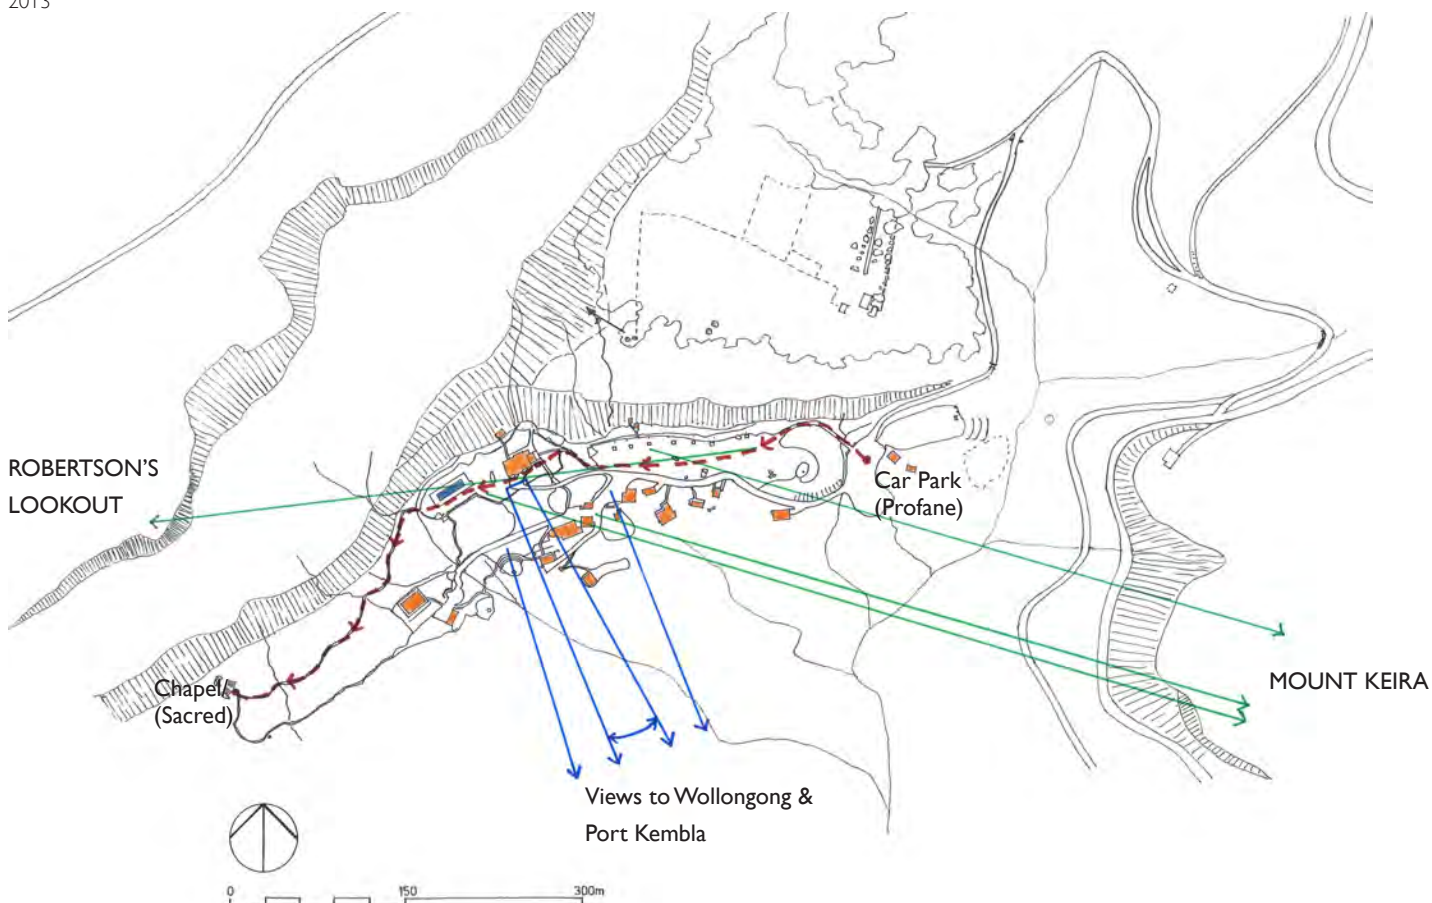 2013
ROBERTSON'S
LOOKOUT
Car Park
(Profane)
MOUNT KEIRA
Chapel/
(Sacred)
Views to Wollongong &
Port Kembla
0 150 300m